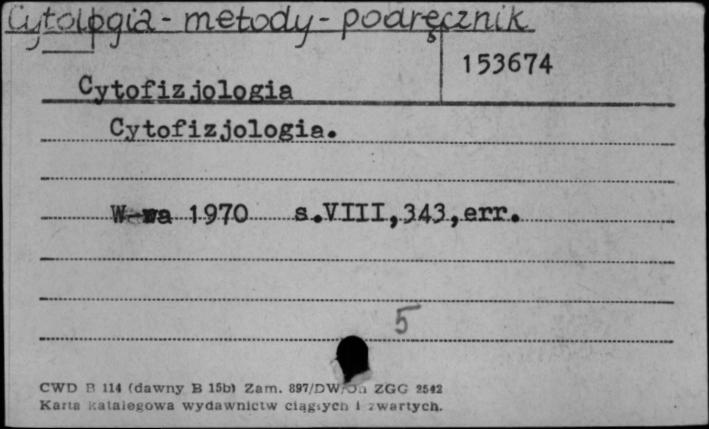 Cytologia - metody - podręcznik
153674
Cytofizjologia
Cytofizjologia.
W-wa 1970 s.VIII,343,err.
5
CWD B 114 (dawny B 15b) Zam. 897/DW/ ZGG 2542
Karta katalogowa wydawnictw ciągłych i zwartych.